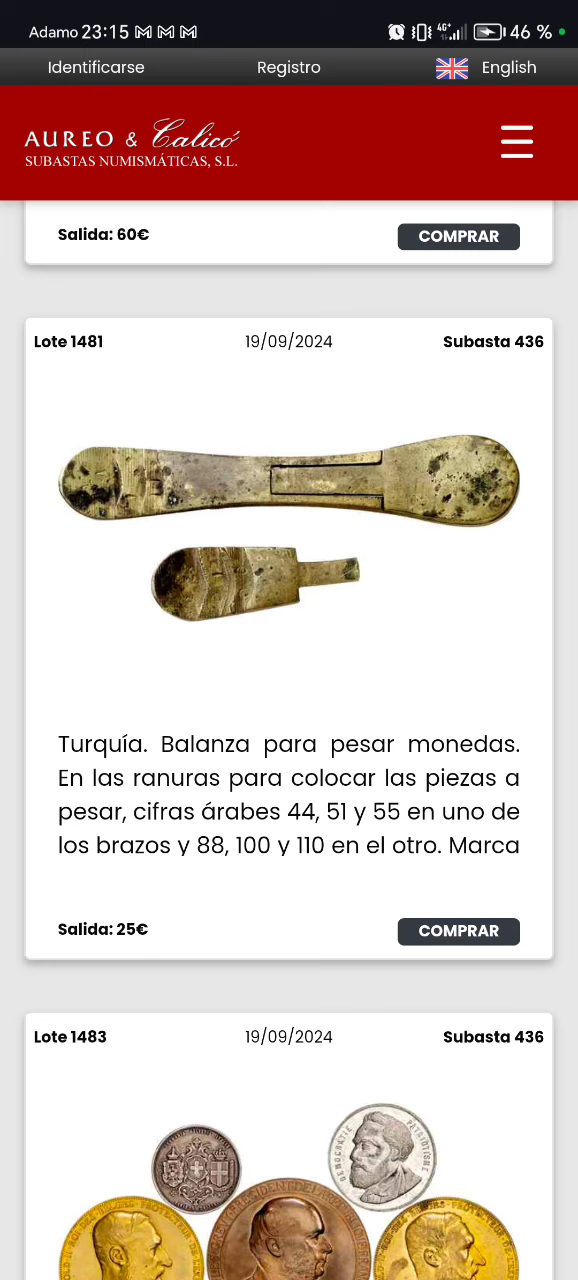 Adamo 23:15 46 %
Identificarse Registro English
AUREO & Calicó
SUBASTAS NUMISMÁTICAS, S.L.
Salida: 60€ COMPRAR
Lote 1481 19/09/2024 Subasta 436
Turquía. Balanza para pesar monedas.
En las ranuras para colocar las piezas a
pesar, cifras árabes 44, 51 y 55 en uno de
los brazos y 88, 100 y 110 en el otro. Marca
Salida: 25€ COMPRAR
Lote 1483 19/09/2024 Subasta 436
DEMOCRATIE PATRIOTISME